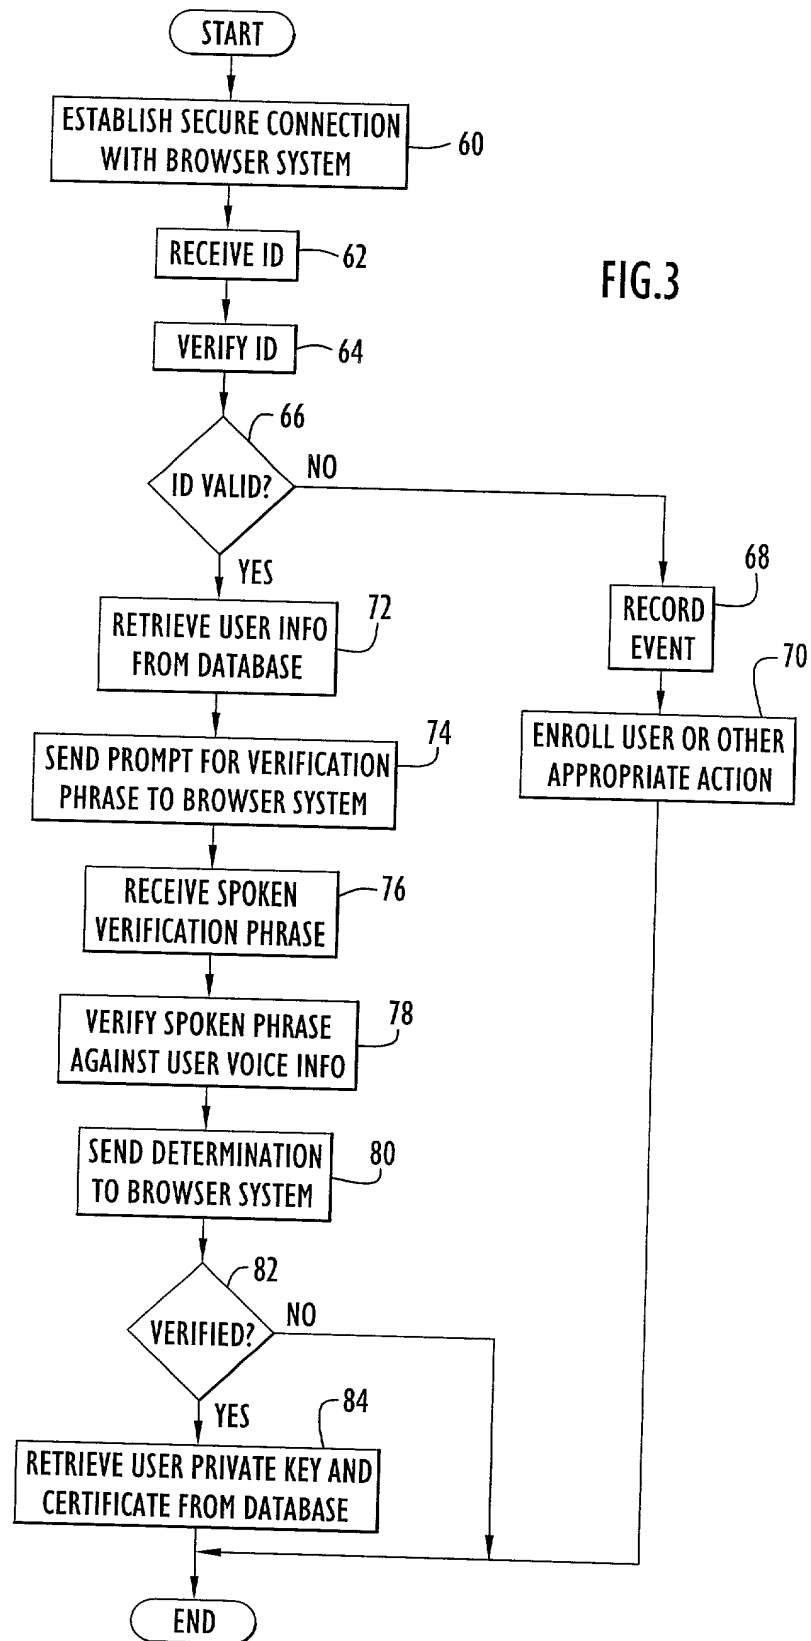 START
ESTABLISH SECURE CONNECTION
WITH BROWSER SYSTEM
60
RECEIVE ID
62
FIG.3
VERIFY ID
64
66
ID VALID?
NO
YES
68
RECORD
EVENT
72
RETRIEVE USER INFO
FROM DATABASE
70
ENROLL USER OR OTHER
APPROPRIATE ACTION
74
SEND PROMPT FOR VERIFICATION
PHRASE TO BROWSER SYSTEM
RECEIVE SPOKEN
VERIFICATION PHRASE
76
78
VERIFY SPOKEN PHRASE
AGAINST USER VOICE INFO
SEND DETERMINATION
TO BROWSER SYSTEM
80
82
VERIFIED?
NO
YES
84
RETRIEVE USER PRIVATE KEY AND
CERTIFICATE FROM DATABASE
END